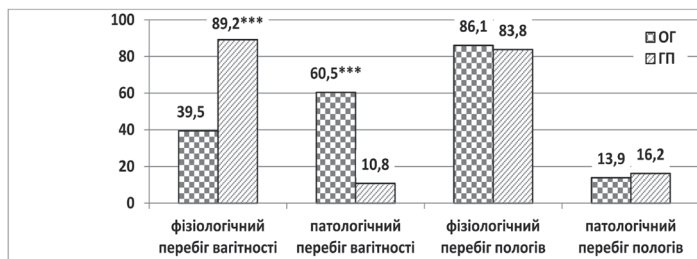 100
80
60
40
20
0
39,5
89,2***
60,5***
10,8
86,1
83,8
13,9
16,2
ОГ
ГП
фізіологічний
перебіг вагітності
патологічний
перебіг вагітності
фізіологічний
перебіг пологів
патологічний
перебіг пологів